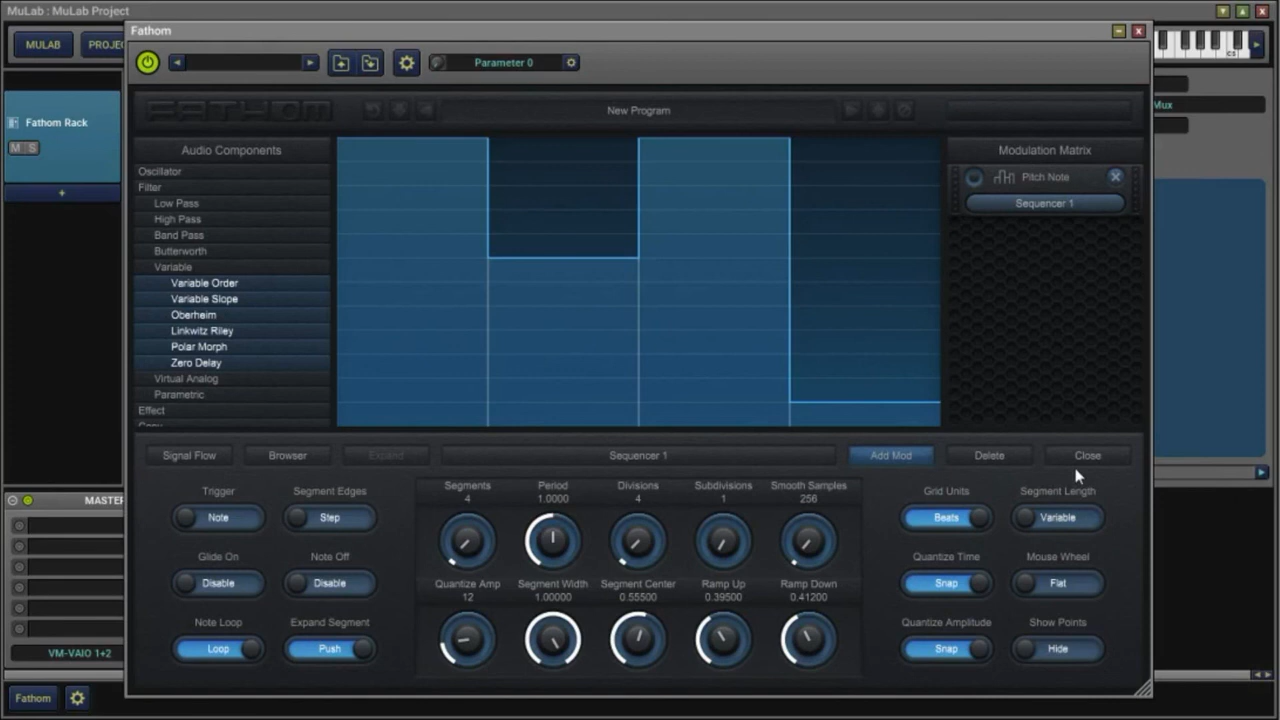 MuLab : MuLab Project
Fathom
MULAB
Parameter 0
C5
Mux
Fathom Rack
M S
+
FATHOM
New Program
Audio Components
Oscillator
Filter
Low Pass
High Pass
Band Pass
Butterworth
Variable
Variable Order
Variable Slope
Oberheim
Linkwitz Riley
Polar Morph
Zero Delay
Virtual Analog
Parametric
Effect
Modulation Matrix
Pitch Note
Sequencer 1
Signal Flow
Browser
Expand
Sequencer 1
Add Mod
Delete
Close
Trigger
Note
Segment Edges
Step
Glide On
Disable
Note Off
Disable
Note Loop
Loop
Expand Segment
Push
Segments
4
Period
1.0000
Divisions
4
Subdivisions
1
Smooth Samples
256
Quantize Amp
12
Segment Width
1.00000
Segment Center
0.55500
Ramp Up
0.39500
Ramp Down
0.41200
Grid Units
Beats
Segment Length
Variable
Quantize Time
Snap
Mouse Wheel
Flat
Quantize Amplitude
Snap
Show Points
Hide
MASTER
VM-VAIO 1+2
Fathom